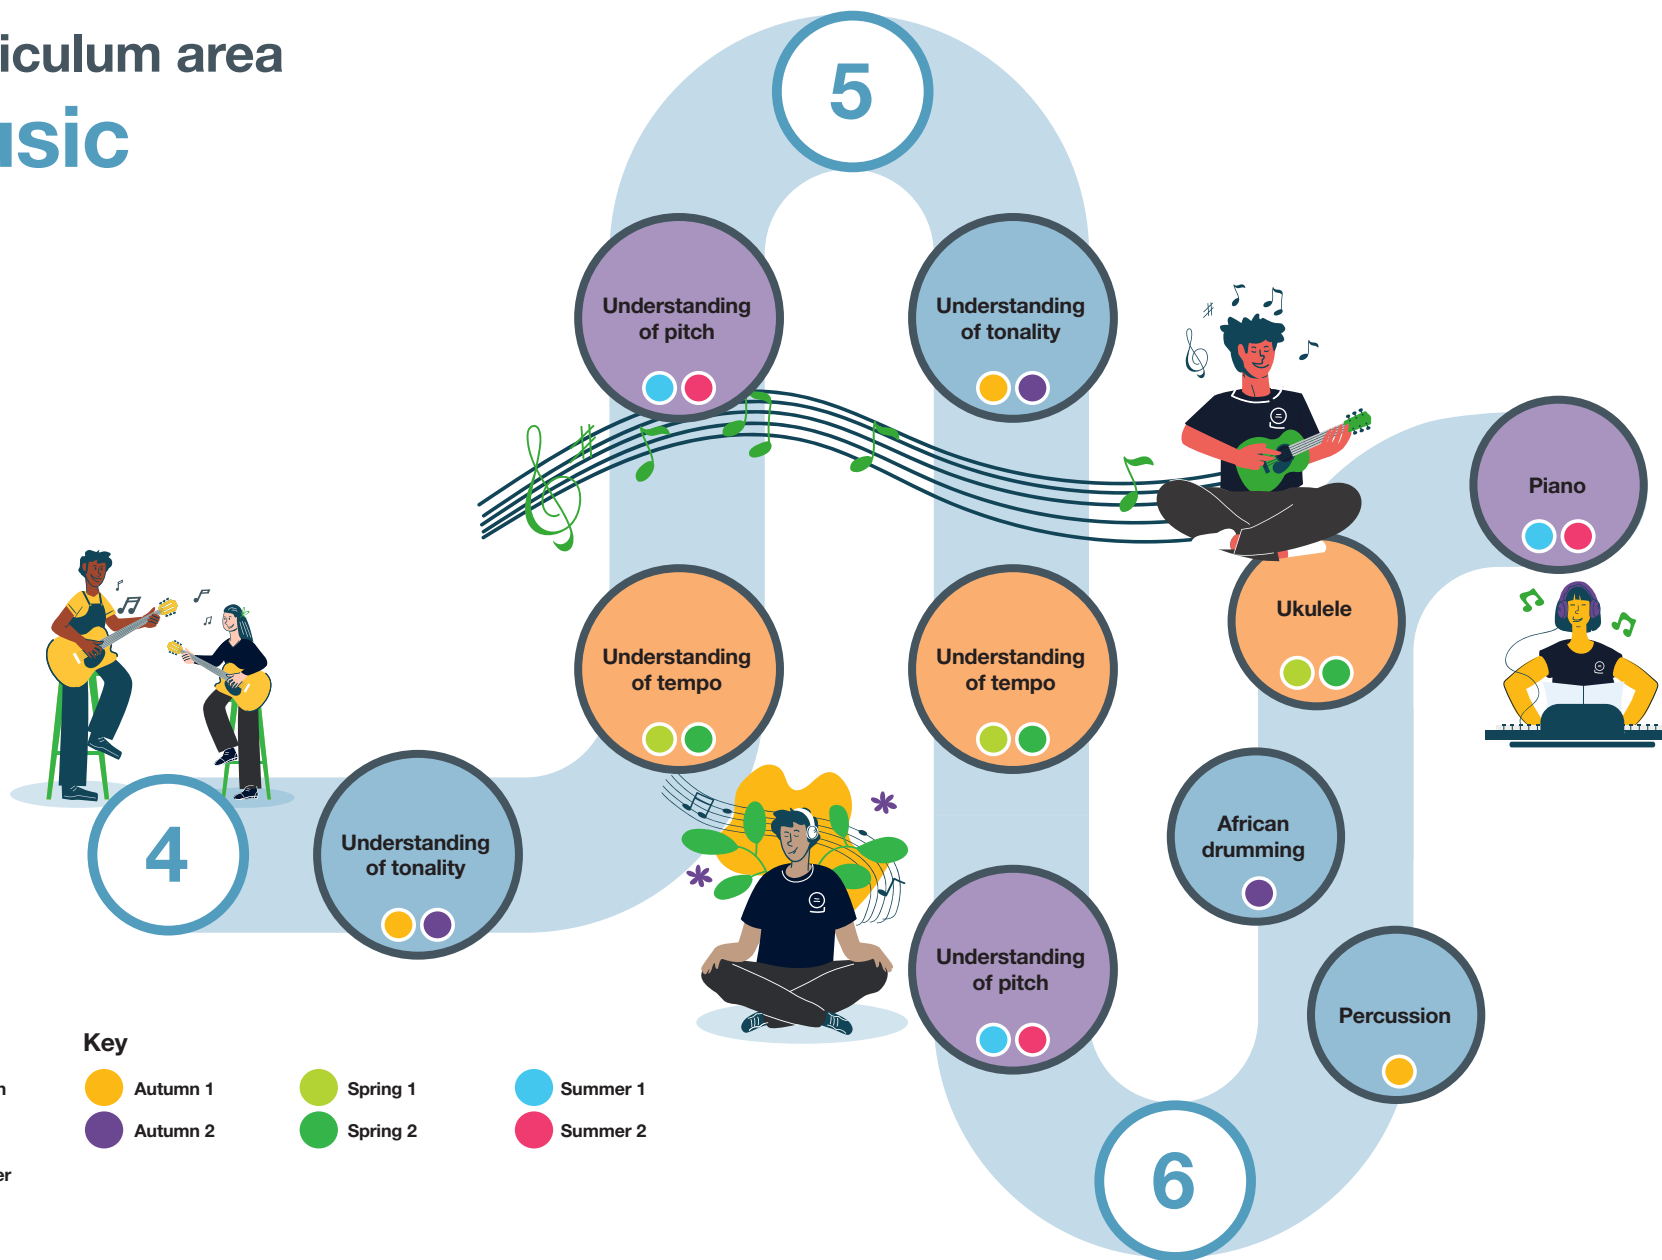 iculum area
usic
5
Understanding
of pitch
Understanding
of tonality
Piano
Ukulele
Understanding
of tempo
Understanding
of tempo
African
drumming
4
Understanding
of tonality
Understanding
of pitch
Percussion
6
Key
Autumn 1
Spring 1
Summer 1
Autumn 2
Spring 2
Summer 2
er